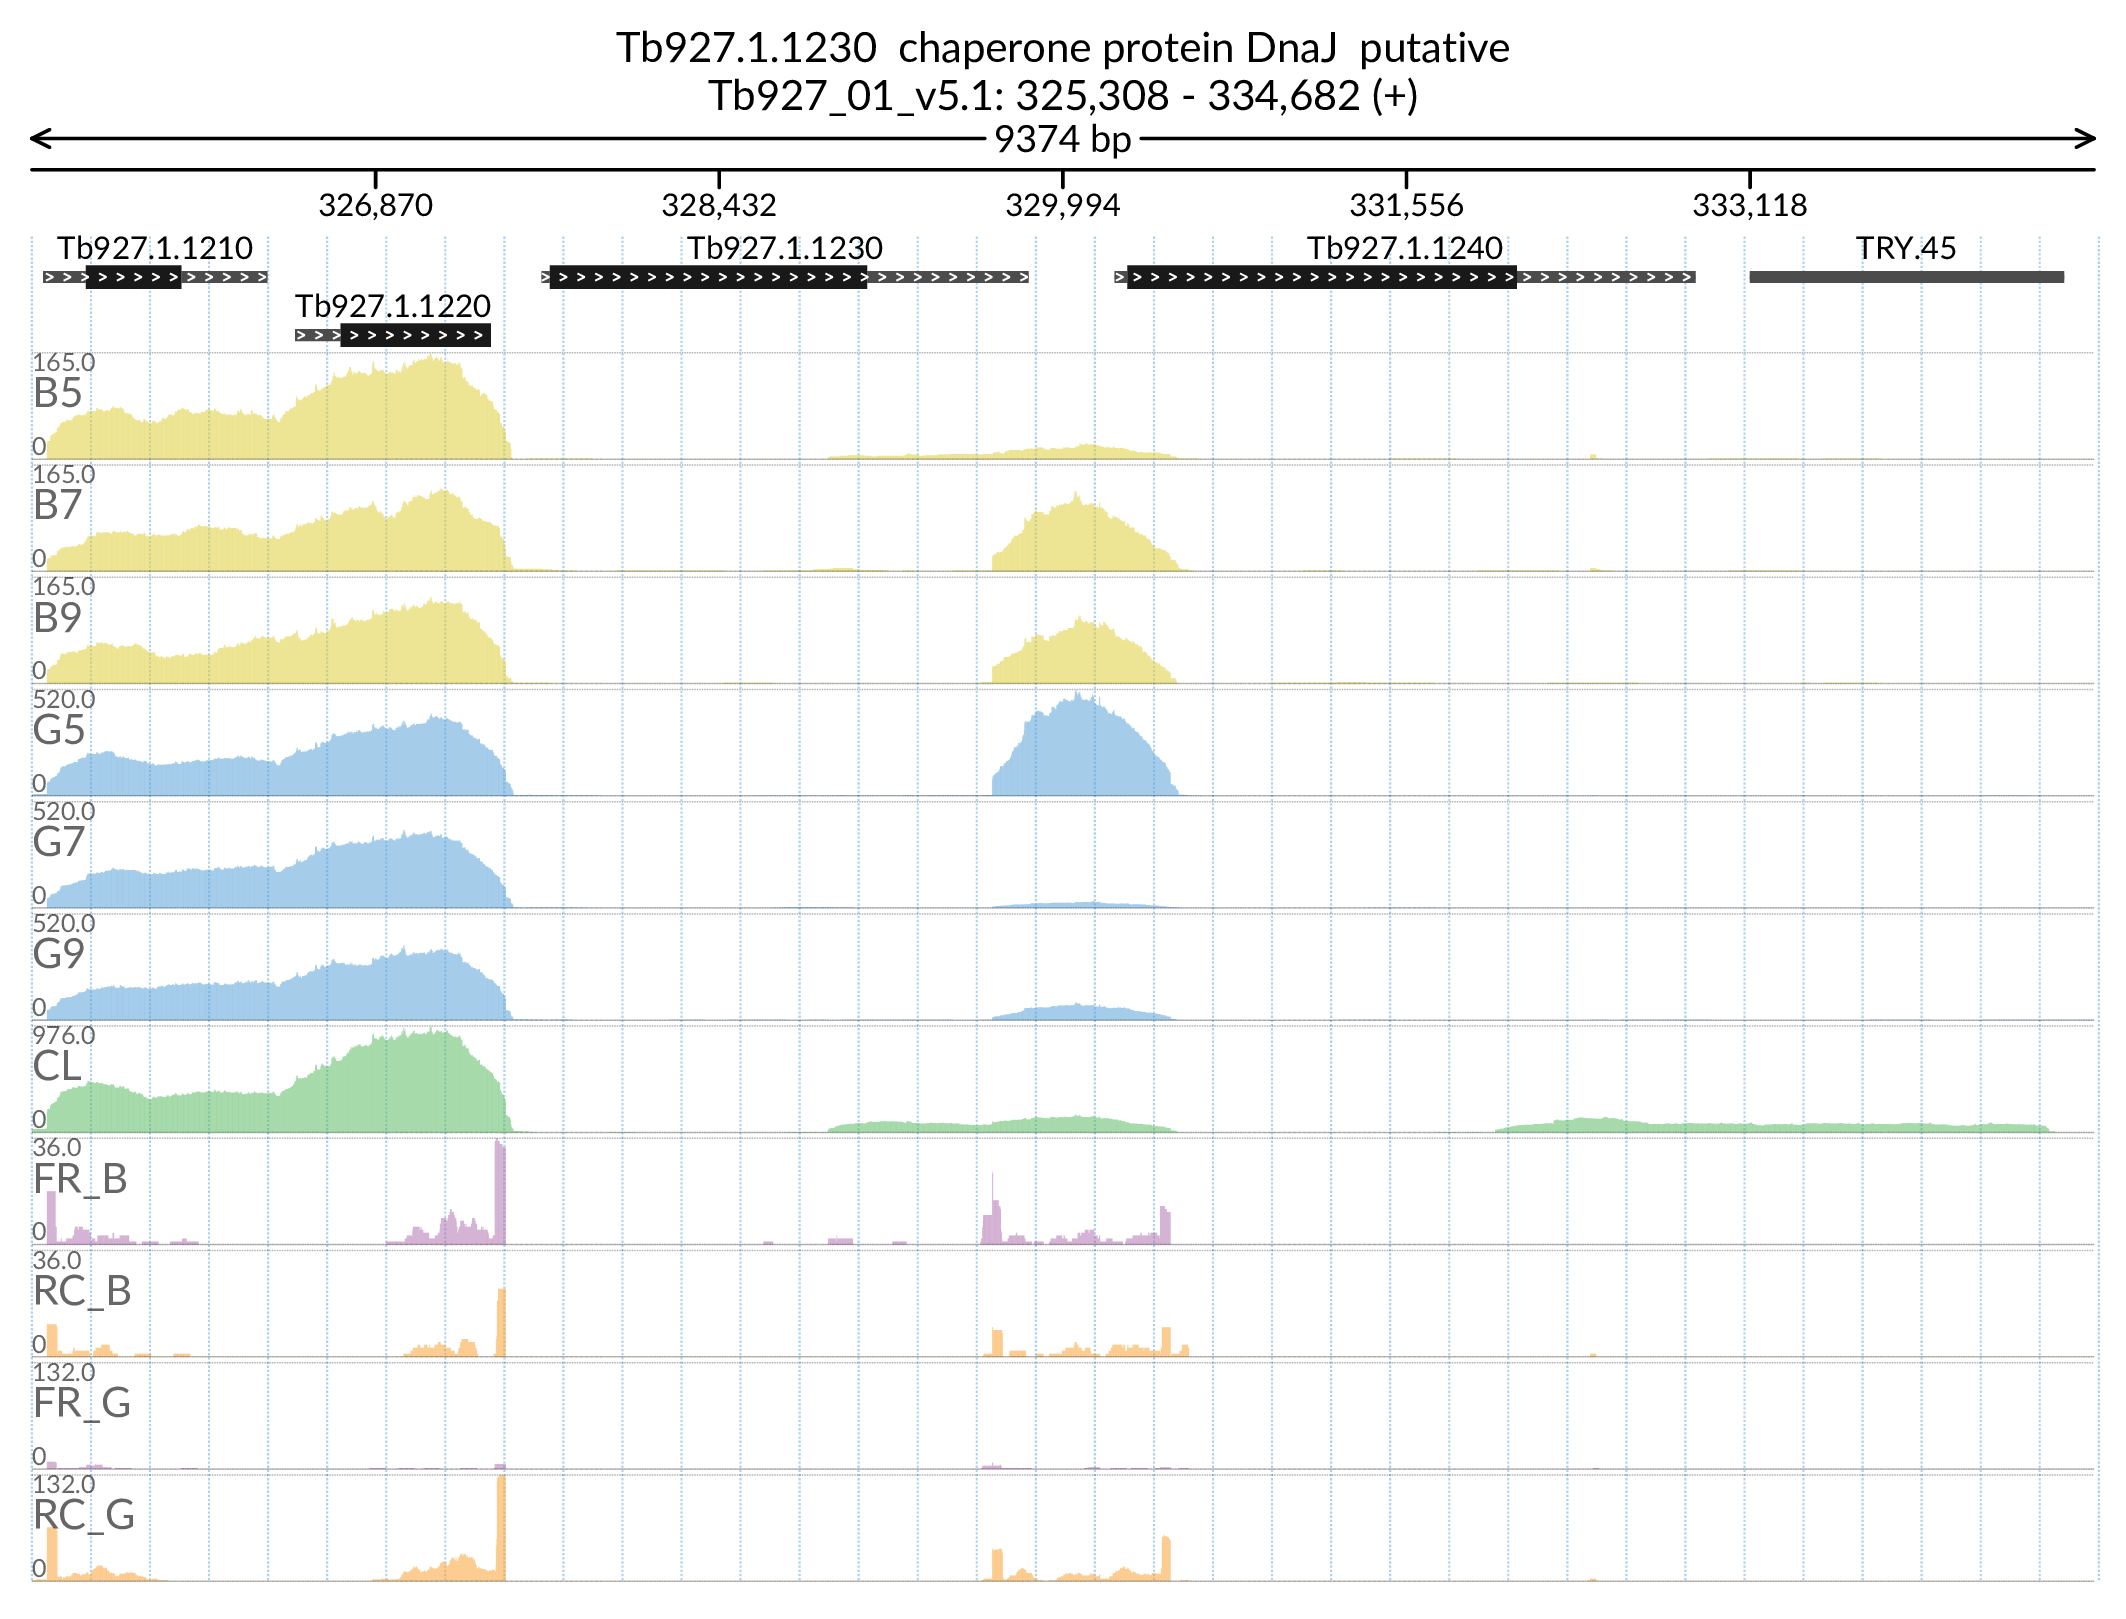 Tb927.1.1230  chaperone protein DnaJ  putative
Tb927_01_v5.1: 325,308 - 334,682 (+)
9374 bp
326,870 328,432 329,994 331,556 333,118
Tb927.1.1210 Tb927.1.1230 Tb927.1.1240 TRY.45
Tb927.1.1220
165.0
B5
0
165.0
B7
0
165.0
B9
0
520.0
G5
0
520.0
G7
0
520.0
G9
0
976.0
CL
0
36.0
FR_B
0
36.0
RC_B
0
132.0
FR_G
0
132.0
RC_G
0